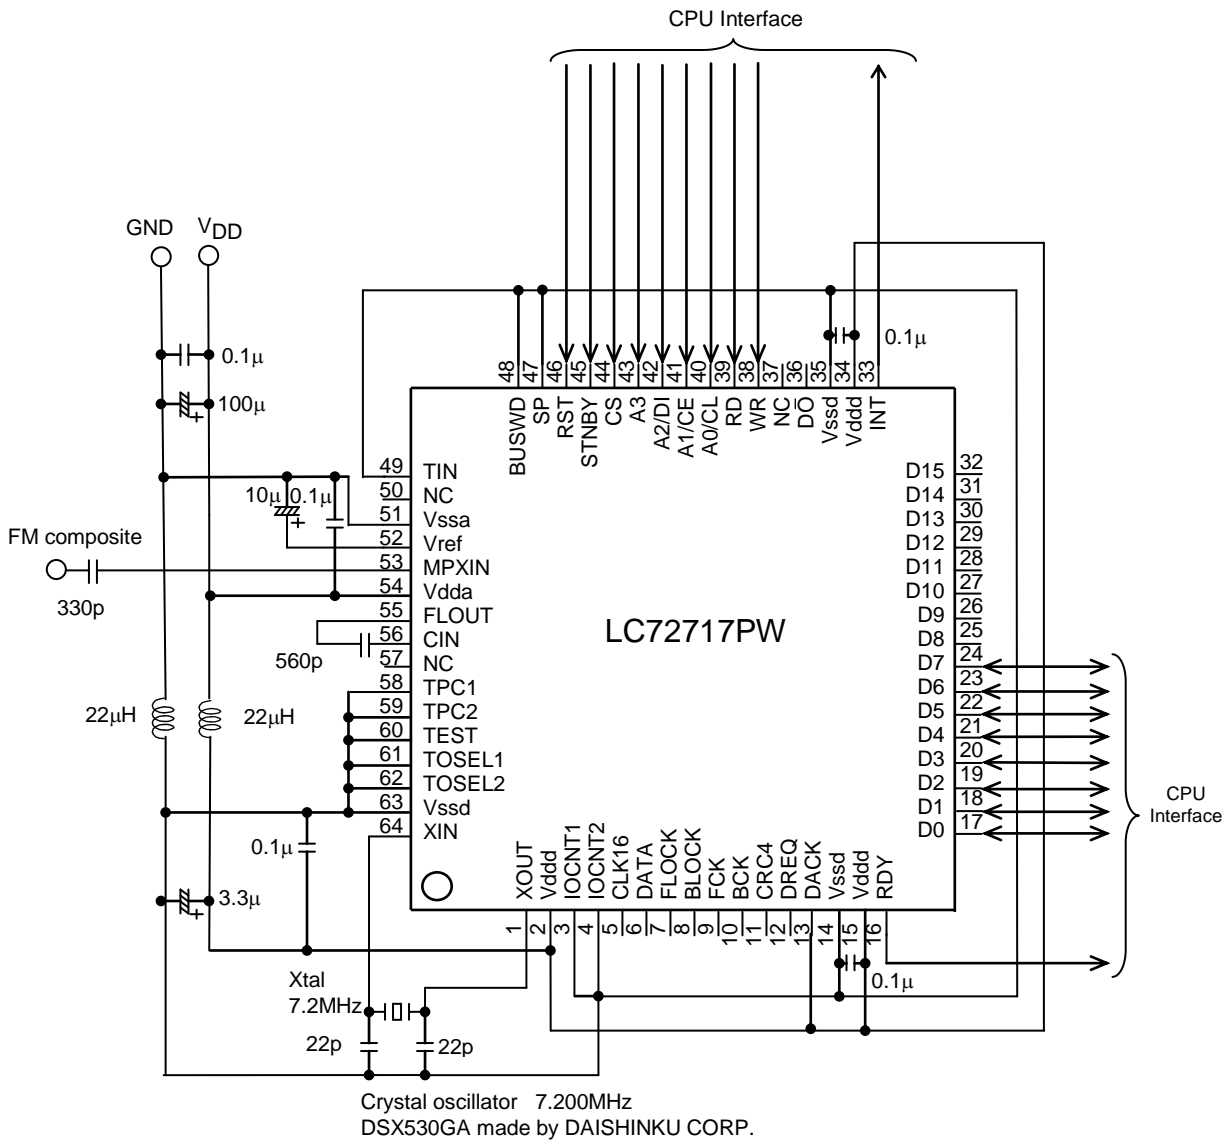 CPU Interface
GND
VDD
0.1µ
100µ
10µ
0.1µ
FM composite
330p
560p
22µH
22µH
0.1µ
3.3µ
Xtal
7.2MHz
22p
22p
0.1µ
0.1µ
48
47
46
45
44
43
42
41
40
39
38
37
36
35
34
33
BUSWD
SP
RST
STNBY
CS
A3
A2/DI
A1/CE
A0/CL
RD
WR
NC
DO
Vssd
Vddd
INT
49 TIN
50 NC
51 Vssa
52 Vref
53 MPXIN
54 Vdda
55 FLOUT
56 CIN
57 NC
58 TPC1
59 TPC2
60 TEST
61 TOSEL1
62 TOSEL2
63 Vssd
64 XIN
LC72717PW
D15 32
D14 31
D13 30
D12 29
D11 28
D10 27
D9 26
D8 25
D7 24
D6 23
D5 22
D4 21
D3 20
D2 19
D1 18
D0 17
CPU
Interface
XOUT
Vddd
IOCNT1
IOCNT2
CLK16
DATA
FLOCK
BLOCK
FCK
BCK
CRC4
DREQ
DACK
Vssd
Vddd
RDY
1
2
3
4
5
6
7
8
9
10
11
12
13
14
15
16
Crystal oscillator 7.200MHz
DSX530GA made by DAISHINKU CORP.